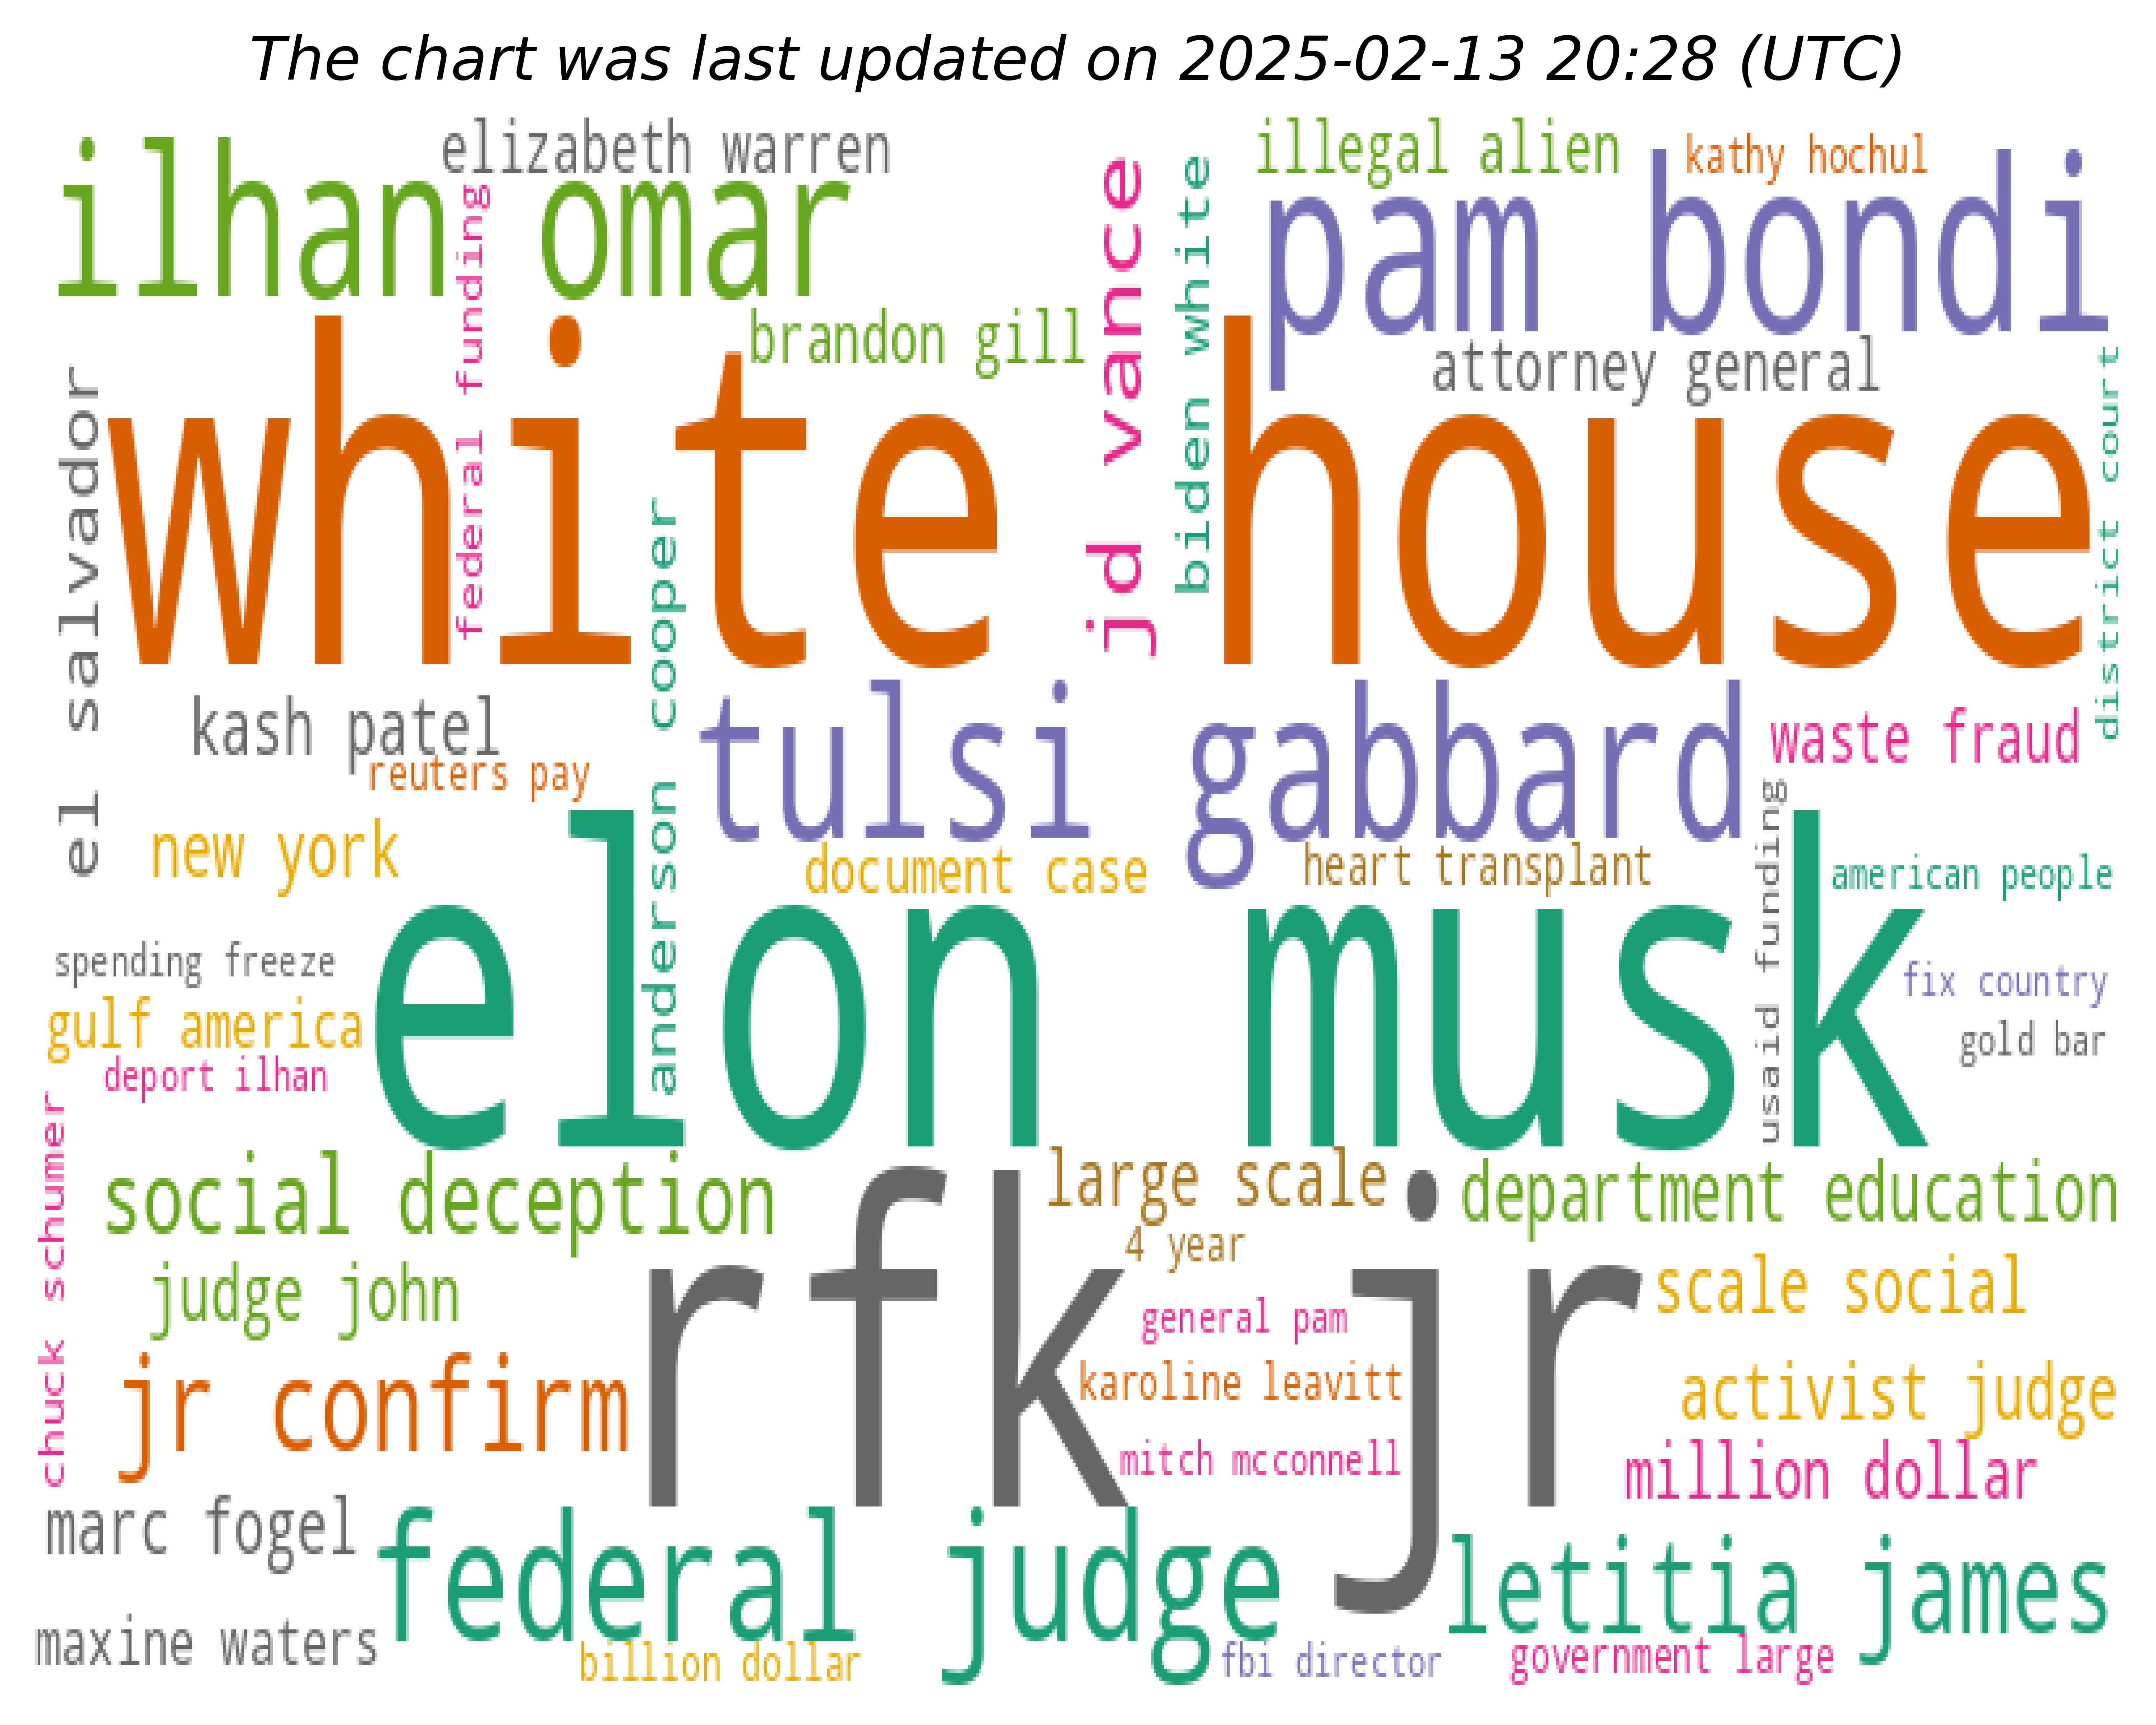 The chart was last updated on 2025-02-13 20:28 (UTC)
elizabeth warren
illegal alien
kathy hochul
ilhan omar
federal funding
jd vance
biden white
pam bondi
brandon gill
attorney general
el salvador
white house
district court
anderson cooper
kash patel
tulsi gabbard
waste fraud
reuters pay
new york
document case
heart transplant
usaid funding
american people
spending freeze
elon musk
fix country
gulf america
gold bar
deport ilhan
chuck schumer
social deception
large scale
department education
4 year
judge john
rfk jr
scale social
general pam
jr confirm
karoline leavitt
activist judge
mitch mcconnell
million dollar
marc fogel
federal judge
letitia james
maxine waters
billion dollar
fbi director
government large